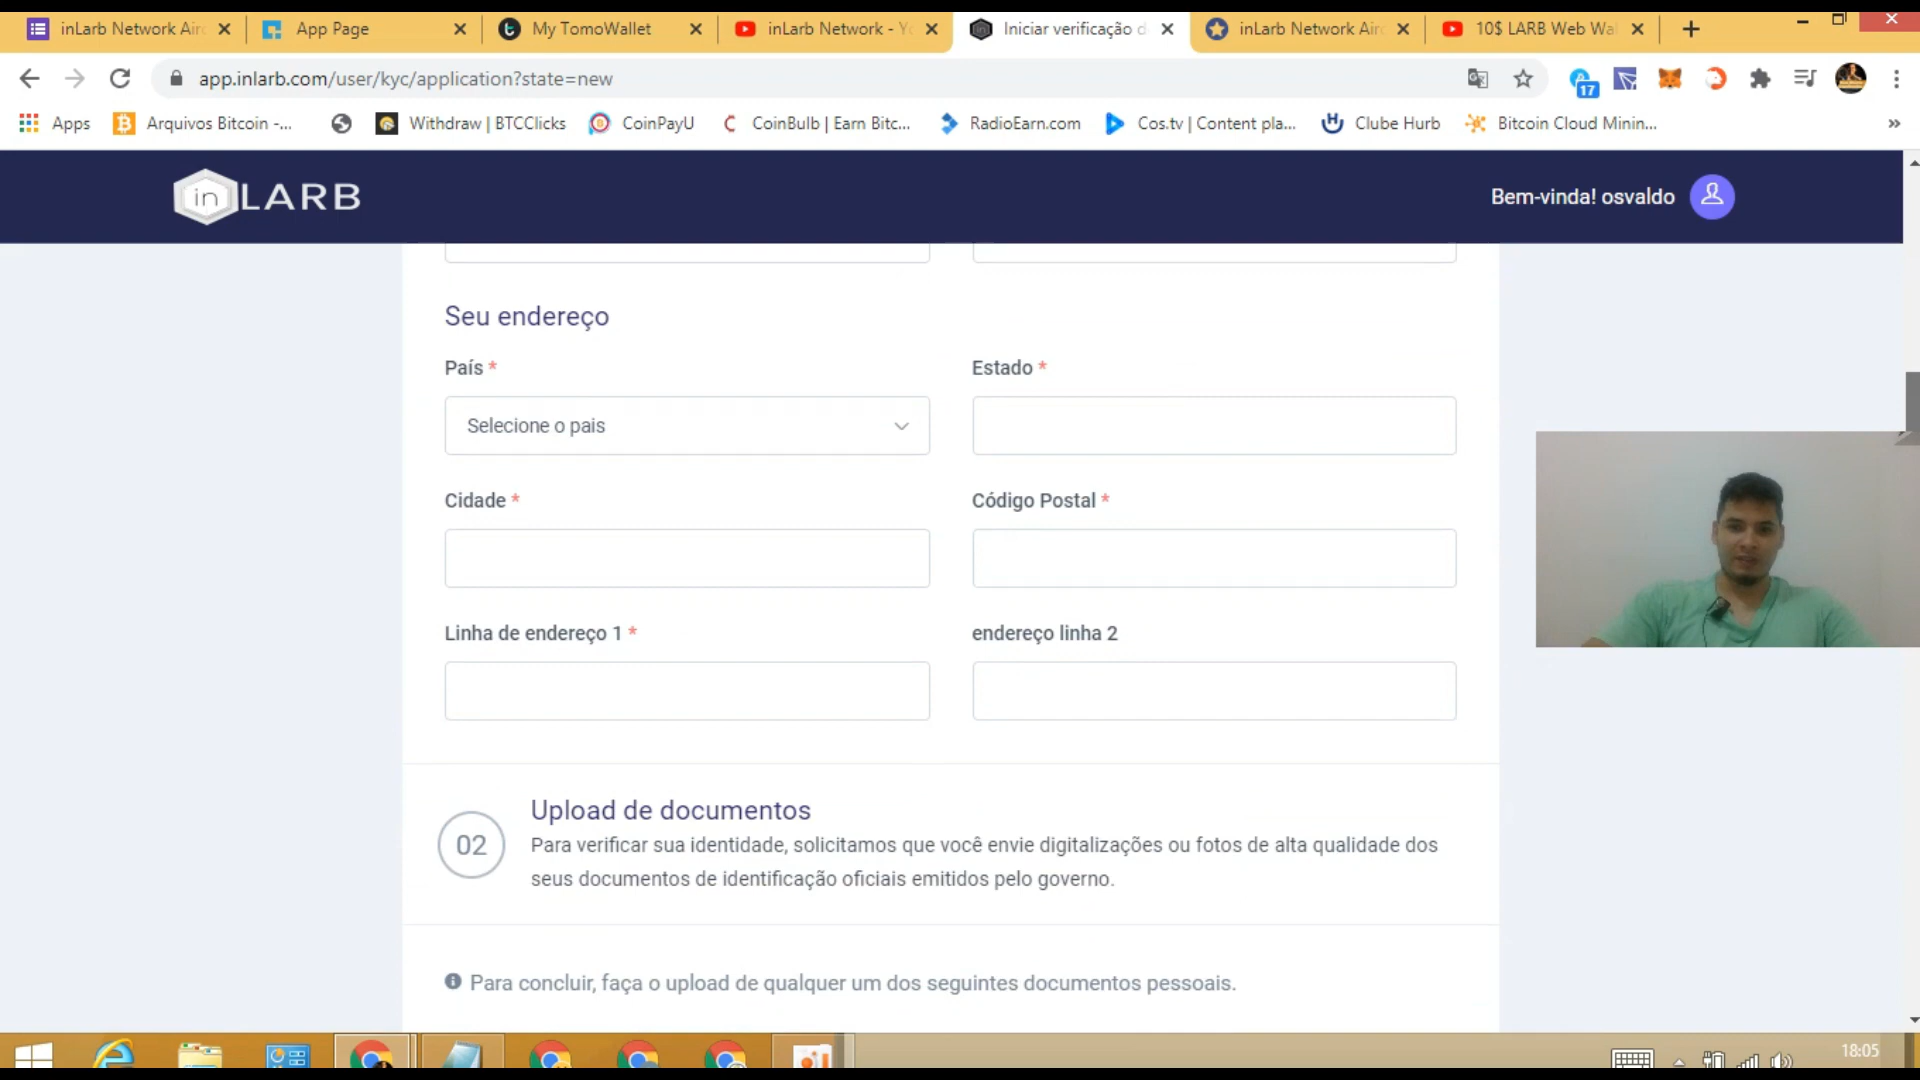 inLarb Network Airc
App Page
My TomoWallet
inLarb Network - Yo
Iniciar verificação d
inLarb Network Airc
10$ LARB Web Wal
app.inlarb.com/user/kyc/application?state=new
17
Apps
Arquivos Bitcoin -...
Withdraw | BTCClicks
CoinPayU
CoinBulb | Earn Bitc...
RadioEarn.com
Cos.tv | Content pla...
Clube Hurb
Bitcoin Cloud Minin...
in LARB
Bem-vinda! osvaldo
Seu endereço
País *
Estado *
Selecione o pais
Cidade *
Código Postal *
Linha de endereço 1 *
endereço linha 2
02
Upload de documentos
Para verificar sua identidade, solicitamos que você envie digitalizações ou fotos de alta qualidade dos
seus documentos de identificação oficiais emitidos pelo governo.
Para concluir, faça o upload de qualquer um dos seguintes documentos pessoais.
18:05